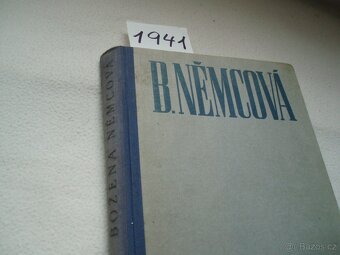 1941
B. NĚMCOVÁ
BOŽENA NĚMCOVÁ
© Bazos.cz